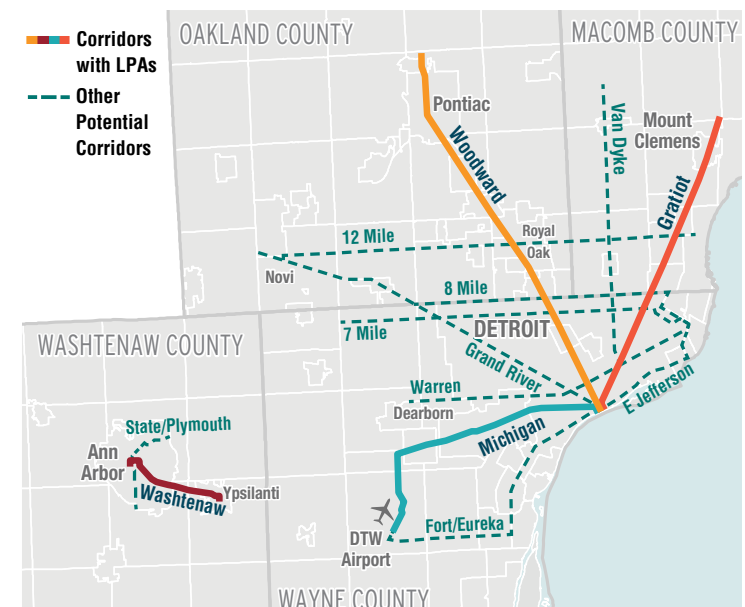 Corridors
with LPAs
Other
Potential
Corridors
OAKLAND COUNTY
MACOMB COUNTY
Pontiac
Woodward
Van Dyke
Mount
Clemens
Gratiot
12 Mile
Royal
Oak
Novi
8 Mile
7 Mile
DETROIT
Grand River
WASHTENAW COUNTY
Warren
Dearborn
E Jefferson
Michigan
State/Plymouth
Ann
Arbor
Washtenaw
Ypsilanti
Fort/Eureka
DTW
Airport
WAYNE COUNTY